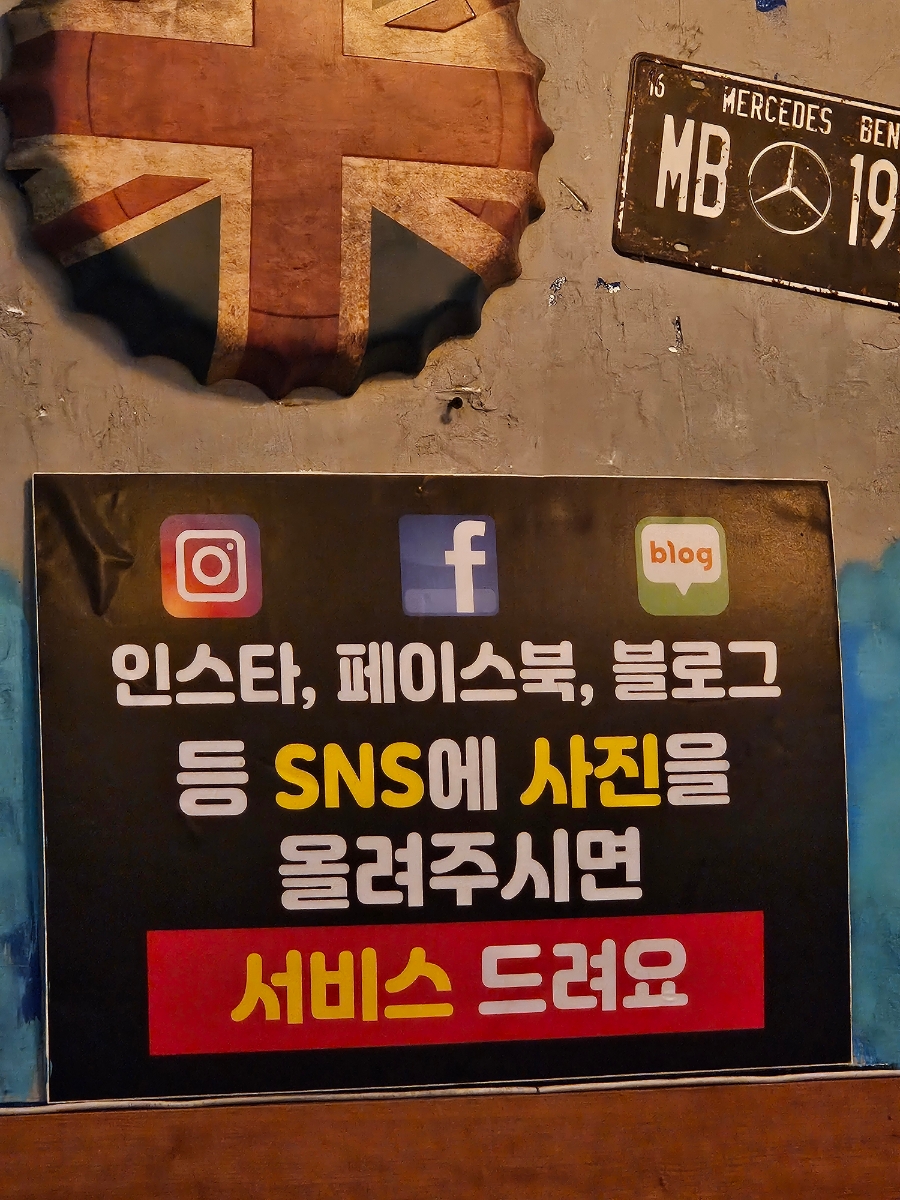 16 MERCEDES BEN
MB 19
blog
인스타, 페이스북, 블로그
등 SNS에 사진을
올려주시면
서비스 드려요